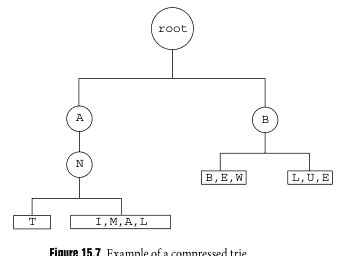 root
A
B
N
B,E,W
L,U,E
T
I,M,A,L
Figure 15.7 Example of a compressed trie